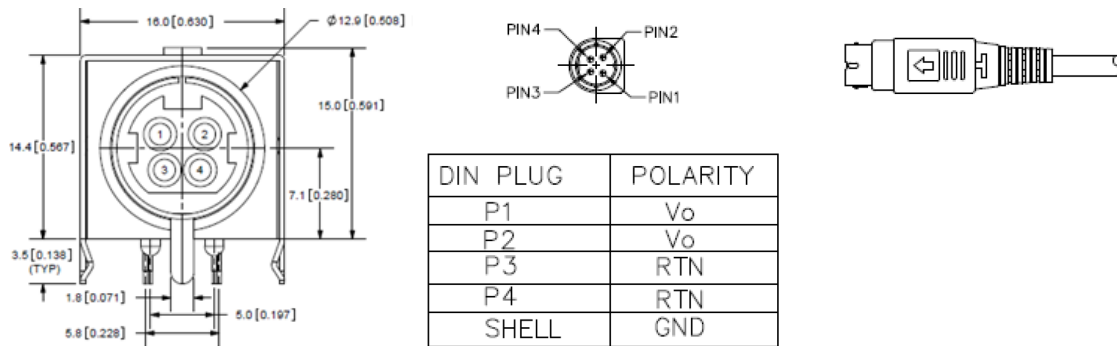 16.0[0.630]
Ø12.9[0.508]
14.4[0.567]
15.0[0.591]
7.1[0.280]
3.5[0.138]
(TYP)
1.8[0.071]
5.0[0.197]
5.8[0.228]
1
2
3
4
PIN4
PIN2
PIN3
PIN1
DIN PLUG POLARITY
P1 Vo
P2 Vo
P3 RTN
P4 RTN
SHELL GND